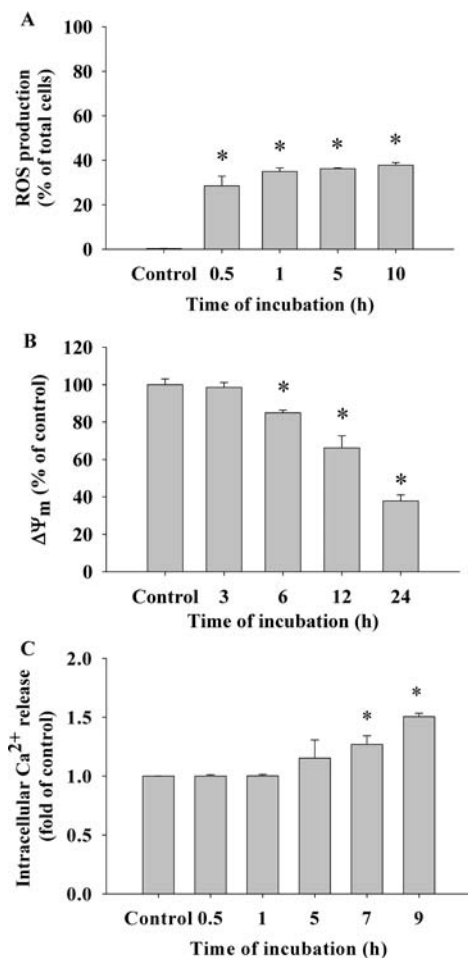 A
ROS production
(% of total cells)
100
80
60
40
20
0
* * * *
Control 0.5 1 5 10
Time of incubation (h)
B
ΔΨm (% of control)
120
100
80
60
40
20
0
* * *
Control 3 6 12 24
Time of incubation (h)
C
Intracellular Ca2+ release
(fold of control)
2.0
1.5
1.0
0.5
0.0
* *
Control 0.5 1 5 7 9
Time of incubation (h)